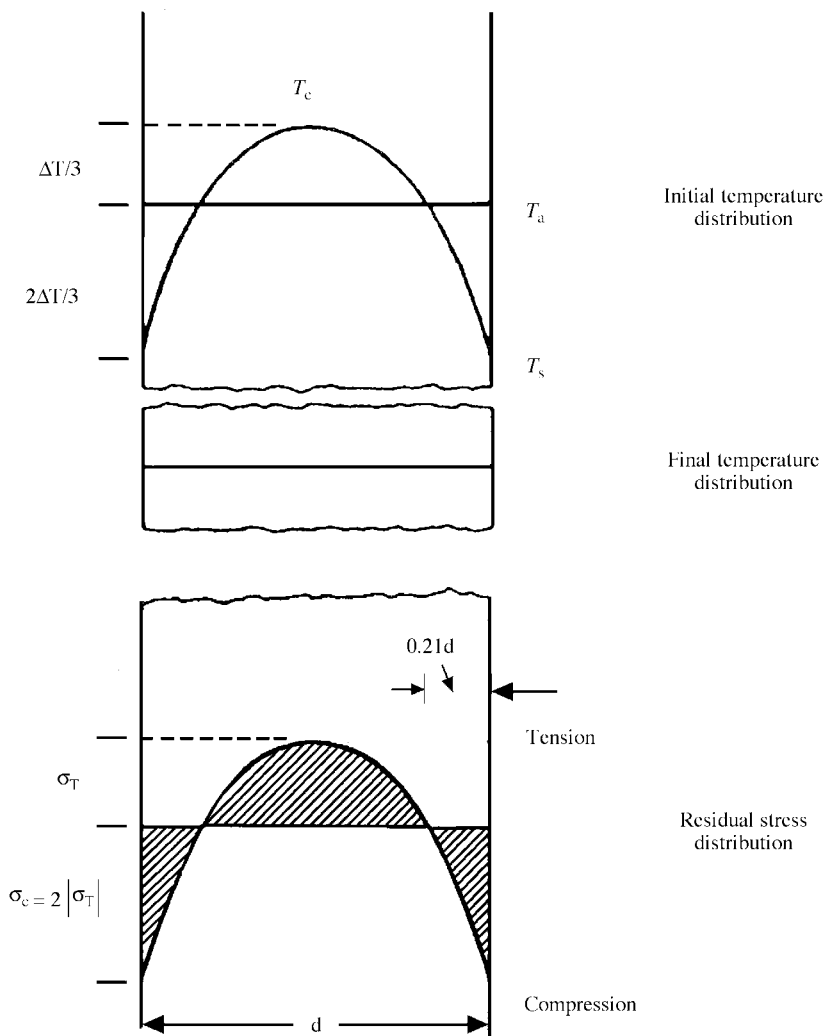 T_c
ΔT/3
T_a
Initial temperature
distribution
2ΔT/3
T_s
Final temperature
distribution
0.21d
Tension
σ_T
Residual stress
distribution
σ_c = 2 |σ_T|
Compression
d